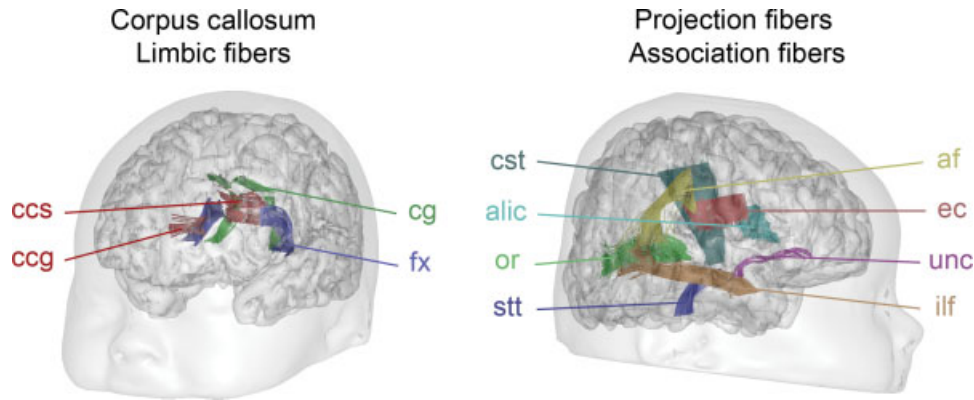 Corpus callosum
Limbic fibers
ccs
ccg
cg
fx
Projection fibers
Association fibers
cst
alic
or
stt
af
ec
unc
ilf